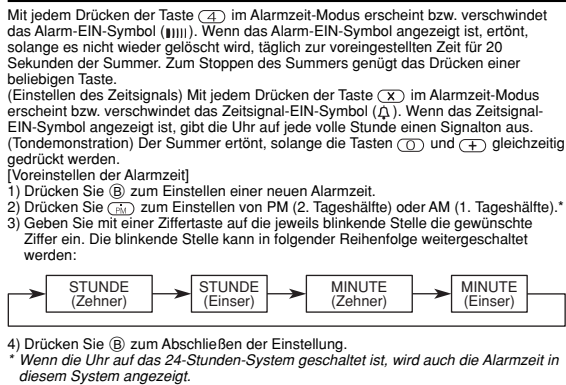 Mit jedem Drücken der Taste (4) im Alarmzeit-Modus erscheint bzw. verschwindet
das Alarm-EIN-Symbol (). Wenn das Alarm-EIN-Symbol angezeigt ist, ertönt,
solange es nicht wieder gelöscht wird, täglich zur voreingestellten Zeit für 20
Sekunden der Summer. Zum Stoppen des Summers genügt das Drücken einer
beliebigen Taste.
(Einstellen des Zeitsignals) Mit jedem Drücken der Taste (×) im Alarmzeit-Modus
erscheint bzw. verschwindet das Zeitsignal-EIN-Symbol (). Wenn das Zeitsignal-
EIN-Symbol angezeigt ist, gibt die Uhr auf jede volle Stunde einen Signalton aus.
(Tondemonstration) Der Summer ertönt, solange die Tasten (0) und (+) gleichzeitig
gedrückt werden.
[Voreinstellen der Alarmzeit]
1) Drücken Sie Ⓑ zum Einstellen einer neuen Alarmzeit.
2) Drücken Sie (PM) zum Einstellen von PM (2. Tageshälfte) oder AM (1. Tageshälfte).*
3) Geben Sie mit einer Zifferntaste auf die jeweils blinkende Stelle die gewünschte
Ziffer ein. Die blinkende Stelle kann in folgender Reihenfolge weitergeschaltet
werden:
STUNDE (Zehner) STUNDE (Einser) MINUTE (Zehner) MINUTE (Einser)
4) Drücken Sie Ⓑ zum Abschließen der Einstellung.
* Wenn die Uhr auf das 24-Stunden-System geschaltet ist, wird auch die Alarmzeit in
diesem System angezeigt.